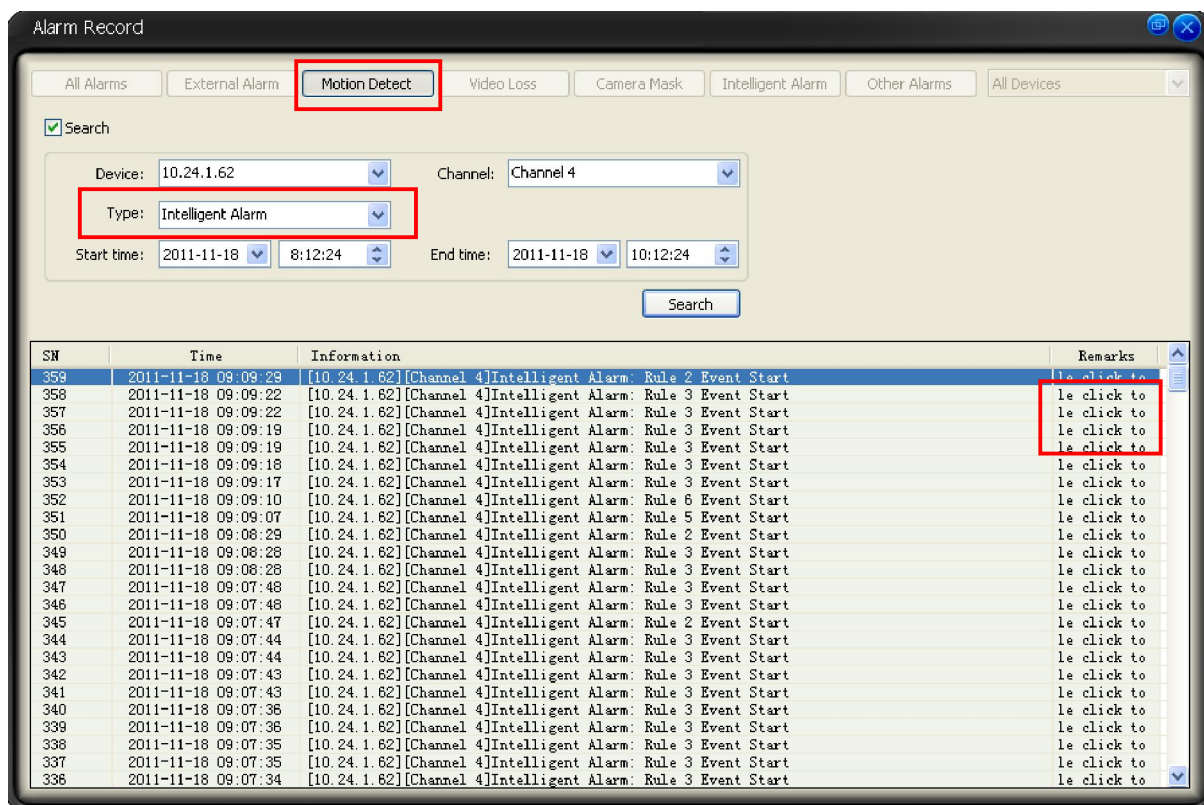 Alarm Record
All Alarms External Alarm Motion Detect Video Loss Camera Mask Intelligent Alarm Other Alarms All Devices
Search
Device: 10.24.1.62 Channel: Channel 4
Type: Intelligent Alarm
Start time: 2011-11-18 8:12:24 End time: 2011-11-18 10:12:24
Search
SN Time Information Remarks
359 2011-11-18 09:09:29 [10.24.1.62][Channel 4]Intelligent Alarm: Rule 2 Event Start le click to
358 2011-11-18 09:09:22 [10.24.1.62][Channel 4]Intelligent Alarm: Rule 3 Event Start le click to
357 2011-11-18 09:09:22 [10.24.1.62][Channel 4]Intelligent Alarm: Rule 3 Event Start le click to
356 2011-11-18 09:09:19 [10.24.1.62][Channel 4]Intelligent Alarm: Rule 3 Event Start le click to
355 2011-11-18 09:09:19 [10.24.1.62][Channel 4]Intelligent Alarm: Rule 3 Event Start le click to
354 2011-11-18 09:09:18 [10.24.1.62][Channel 4]Intelligent Alarm: Rule 3 Event Start le click to
353 2011-11-18 09:09:17 [10.24.1.62][Channel 4]Intelligent Alarm: Rule 3 Event Start le click to
352 2011-11-18 09:09:10 [10.24.1.62][Channel 4]Intelligent Alarm: Rule 6 Event Start le click to
351 2011-11-18 09:09:07 [10.24.1.62][Channel 4]Intelligent Alarm: Rule 5 Event Start le click to
350 2011-11-18 09:08:29 [10.24.1.62][Channel 4]Intelligent Alarm: Rule 2 Event Start le click to
349 2011-11-18 09:08:28 [10.24.1.62][Channel 4]Intelligent Alarm: Rule 3 Event Start le click to
348 2011-11-18 09:08:28 [10.24.1.62][Channel 4]Intelligent Alarm: Rule 3 Event Start le click to
347 2011-11-18 09:07:48 [10.24.1.62][Channel 4]Intelligent Alarm: Rule 3 Event Start le click to
346 2011-11-18 09:07:48 [10.24.1.62][Channel 4]Intelligent Alarm: Rule 3 Event Start le click to
345 2011-11-18 09:07:47 [10.24.1.62][Channel 4]Intelligent Alarm: Rule 2 Event Start le click to
344 2011-11-18 09:07:44 [10.24.1.62][Channel 4]Intelligent Alarm: Rule 3 Event Start le click to
343 2011-11-18 09:07:44 [10.24.1.62][Channel 4]Intelligent Alarm: Rule 3 Event Start le click to
342 2011-11-18 09:07:43 [10.24.1.62][Channel 4]Intelligent Alarm: Rule 3 Event Start le click to
341 2011-11-18 09:07:43 [10.24.1.62][Channel 4]Intelligent Alarm: Rule 3 Event Start le click to
340 2011-11-18 09:07:36 [10.24.1.62][Channel 4]Intelligent Alarm: Rule 3 Event Start le click to
339 2011-11-18 09:07:36 [10.24.1.62][Channel 4]Intelligent Alarm: Rule 3 Event Start le click to
338 2011-11-18 09:07:35 [10.24.1.62][Channel 4]Intelligent Alarm: Rule 3 Event Start le click to
337 2011-11-18 09:07:35 [10.24.1.62][Channel 4]Intelligent Alarm: Rule 3 Event Start le click to
336 2011-11-18 09:07:34 [10.24.1.62][Channel 4]Intelligent Alarm: Rule 3 Event Start le click to